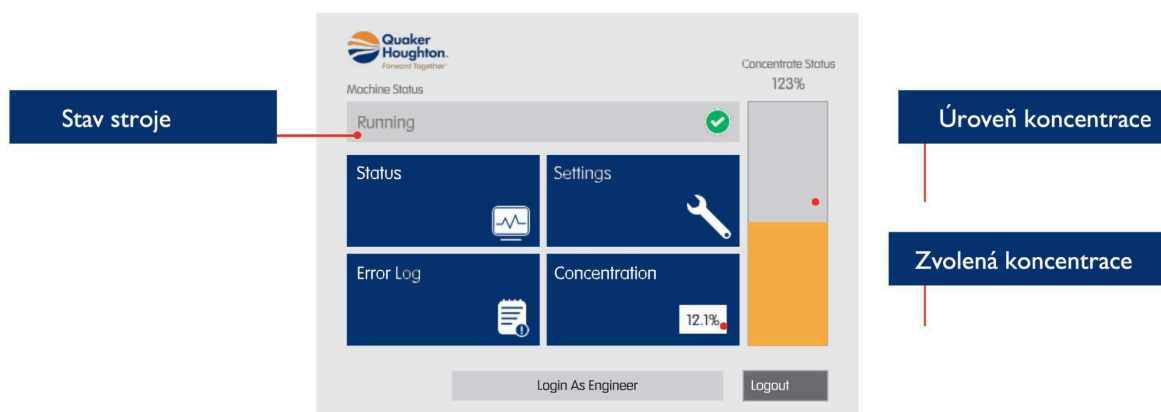 Quaker
Houghton.
Forward Together™
Concentrate Status
123%
Machine Status
Stav stroje
Running
Úroveň koncentrace
Status
Settings
Zvolená koncentrace
Error Log
Concentration
12.1%
Login As Engineer
Logout